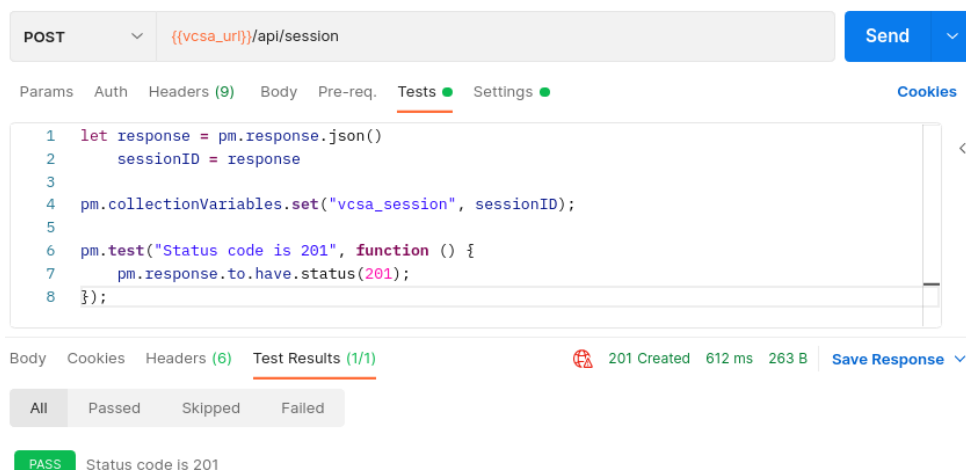 POST {{vcsa_url}}/api/session Send
Params Auth Headers (9) Body Pre-req. Tests Settings Cookies
1 let response = pm.response.json()
2 sessionID = response
3
4 pm.collectionVariables.set("vcsa_session", sessionID);
5
6 pm.test("Status code is 201", function () {
7 pm.response.to.have.status(201);
8 });
Body Cookies Headers (6) Test Results (1/1) 201 Created 612 ms 263 B Save Response
All Passed Skipped Failed
PASS Status code is 201